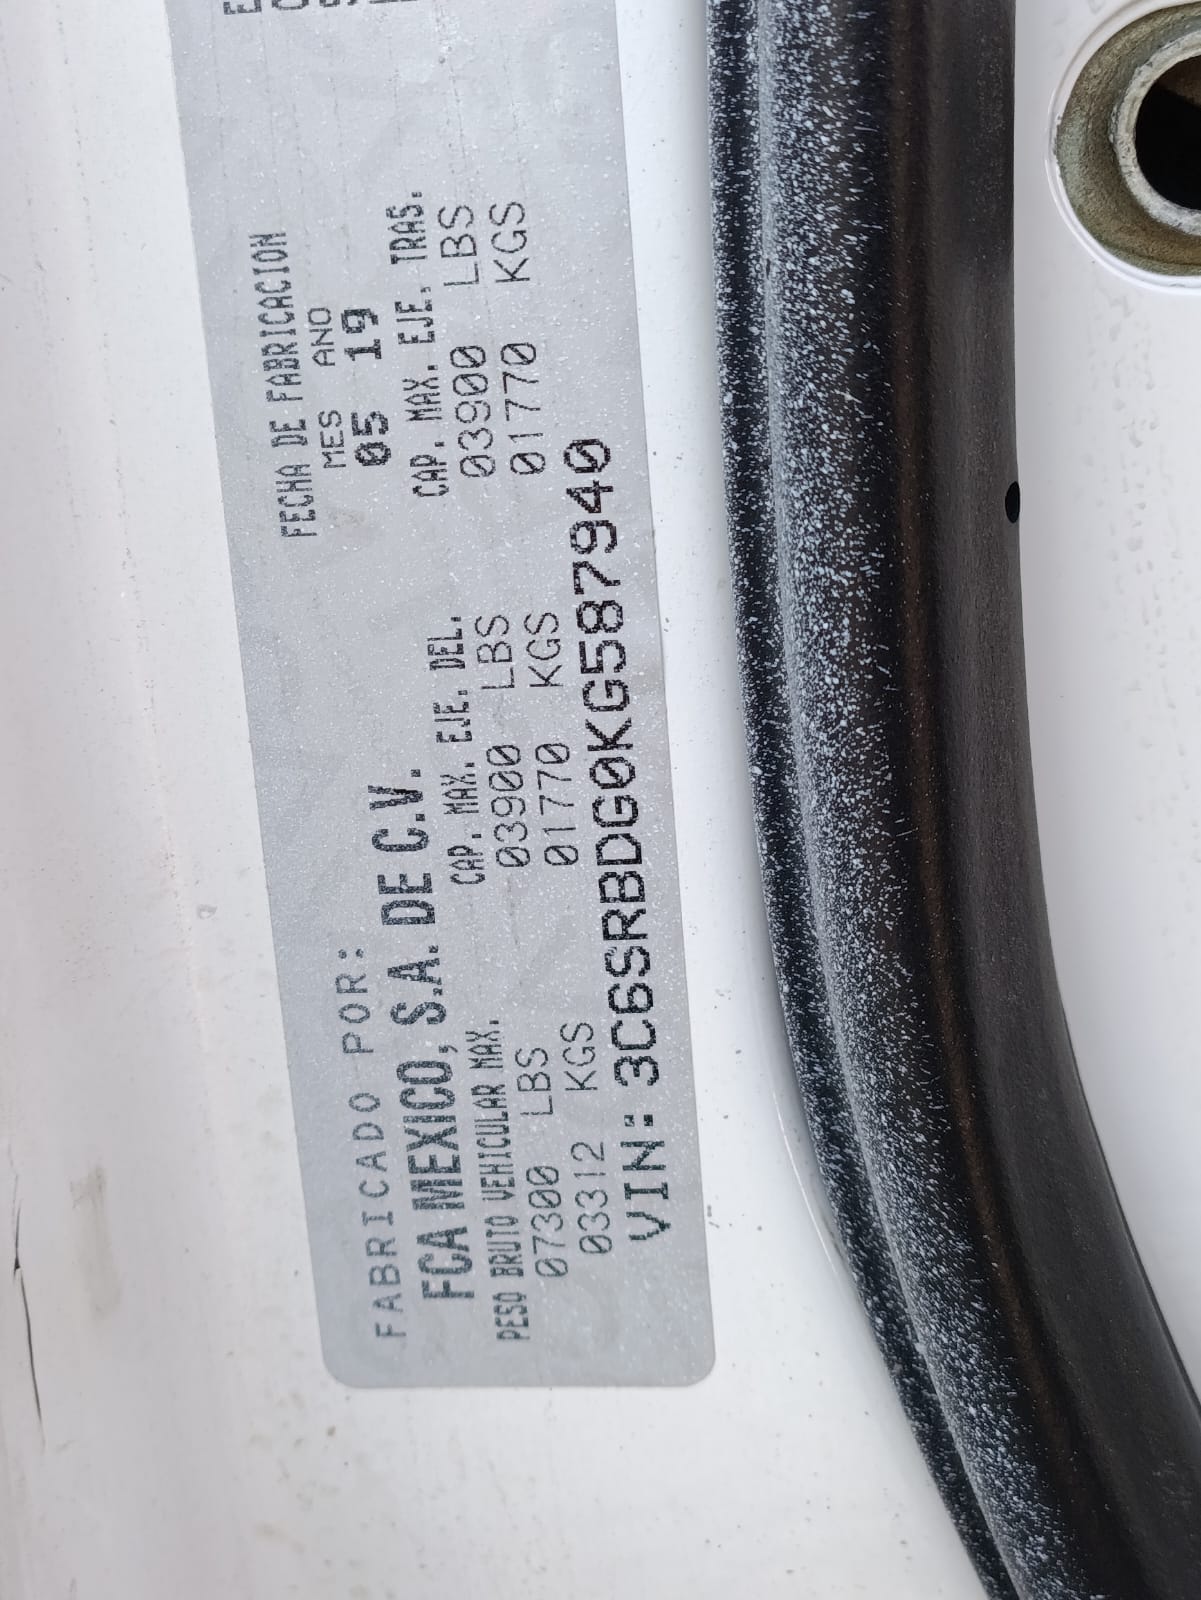 FABRICADO POR:
FECHA DE FABRICACION
FCA MEXICO, S.A. DE C.V.
MES ANO
05 19
PESO BRUTO VEHICULAR MAX.
CAP. MAX. EJE. DEL.
CAP. MAX. EJE. TRAS.
07300 LBS
03900 LBS
03900 LBS
03312 KGS
01770 KGS
01770 KGS
VIN: 3C6SRBDG0KG587940